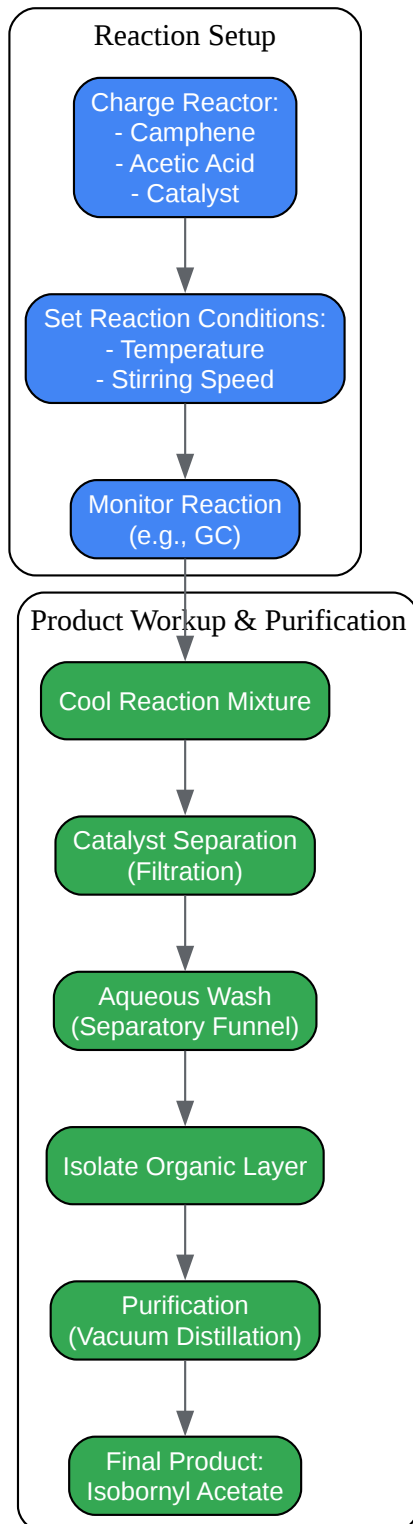 Reaction Setup
Charge Reactor:
- Camphene
- Acetic Acid
- Catalyst
Set Reaction Conditions:
- Temperature
- Stirring Speed
Monitor Reaction
(e.g., GC)
Product Workup & Purification
Cool Reaction Mixture
Catalyst Separation
(Filtration)
Aqueous Wash
(Separatory Funnel)
Isolate Organic Layer
Purification
(Vacuum Distillation)
Final Product:
Isobornyl Acetate